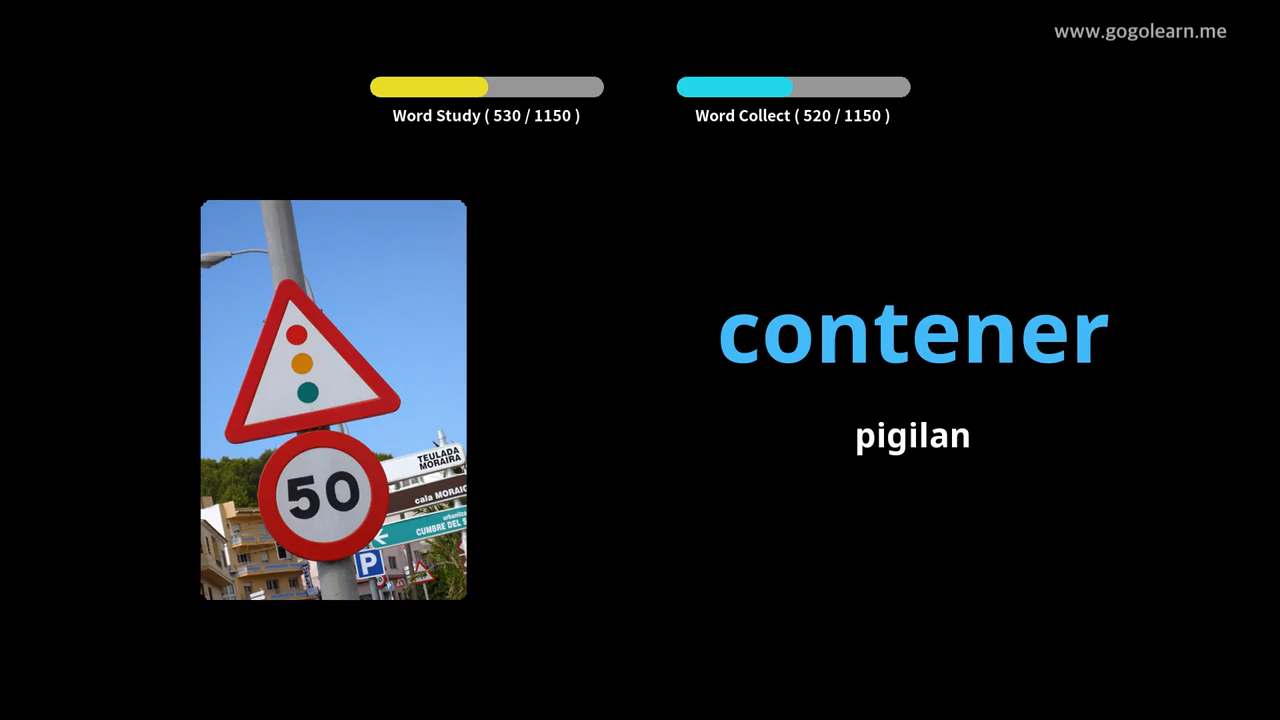 www.gogolearn.me
Word Study ( 530 / 1150 )
Word Collect ( 520 / 1150 )
contener
pigilan
TEULADA
MORAIRA
cala
50
CUMBRE DEL
P